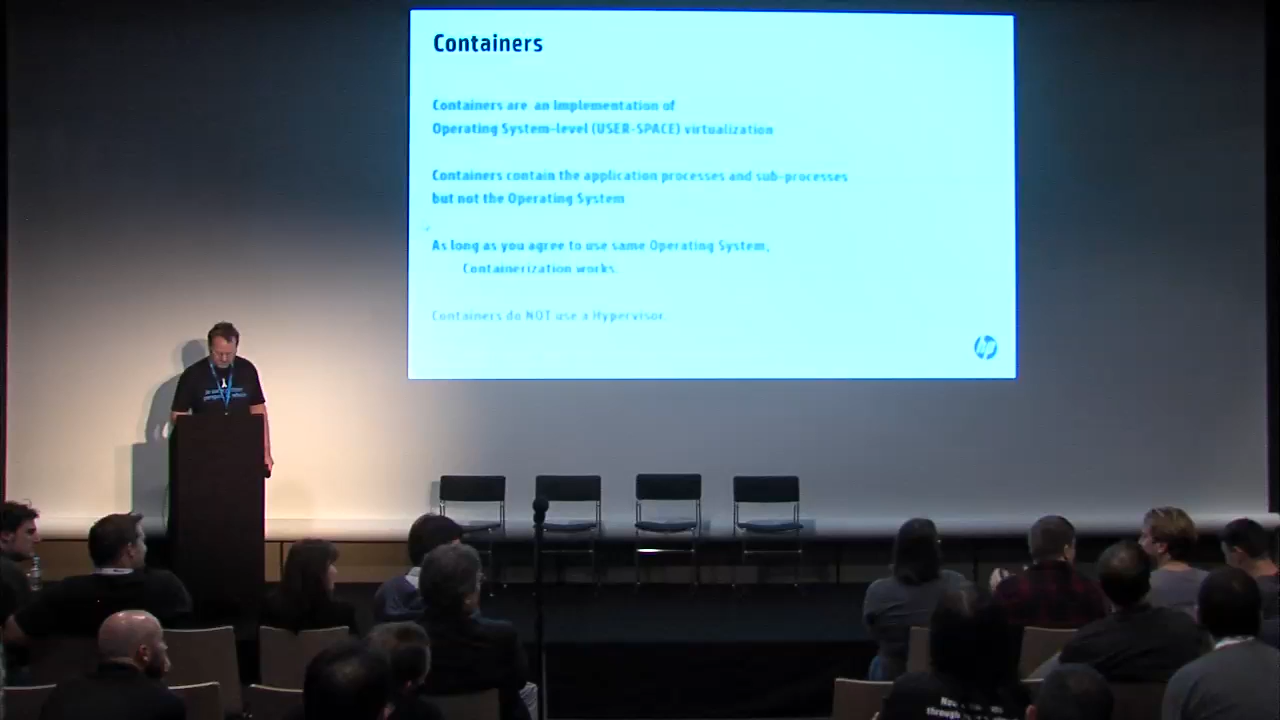 Containers
Containers are an Implementation of
Operating System-level (USER-SPACE) virtualization
Containers contain the application processes and sub-processes
but not the Operating System
As long as you agree to use same Operating System,
Containerization works.
Containers do NOT use a Hypervisor.
hp
through